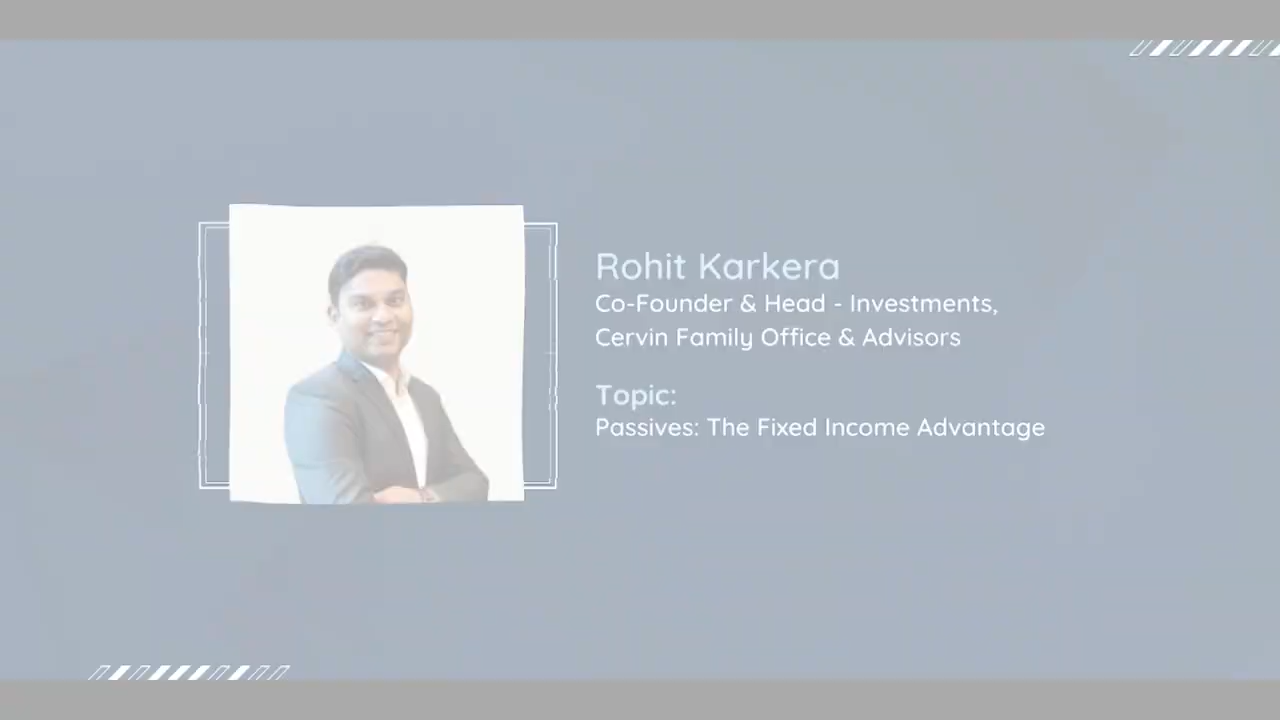 Rohit Karkera
Co-Founder & Head - Investments,
Cervin Family Office & Advisors
Topic:
Passives: The Fixed Income Advantage